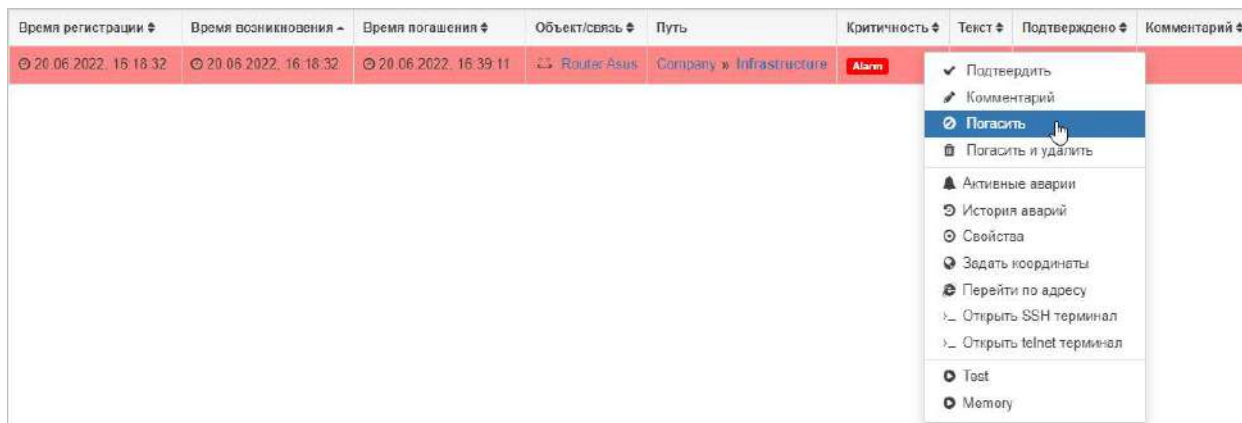 Время регистрации Время возникновения Время погашения Объект/связь Путь Критичность Текст Подтверждено Комментарий
20.06.2022, 16:18:32 20.06.2022, 16:18:32 20.06.2022, 16:39:11 Router Asus Company » Infrastructure Alarm
Подтвердить
Комментарий
Погасить
Погасить и удалить
Активные аварии
История аварий
Свойства
Задать координаты
Перейти по адресу
Открыть SSH терминал
Открыть telnet терминал
Test
Memory